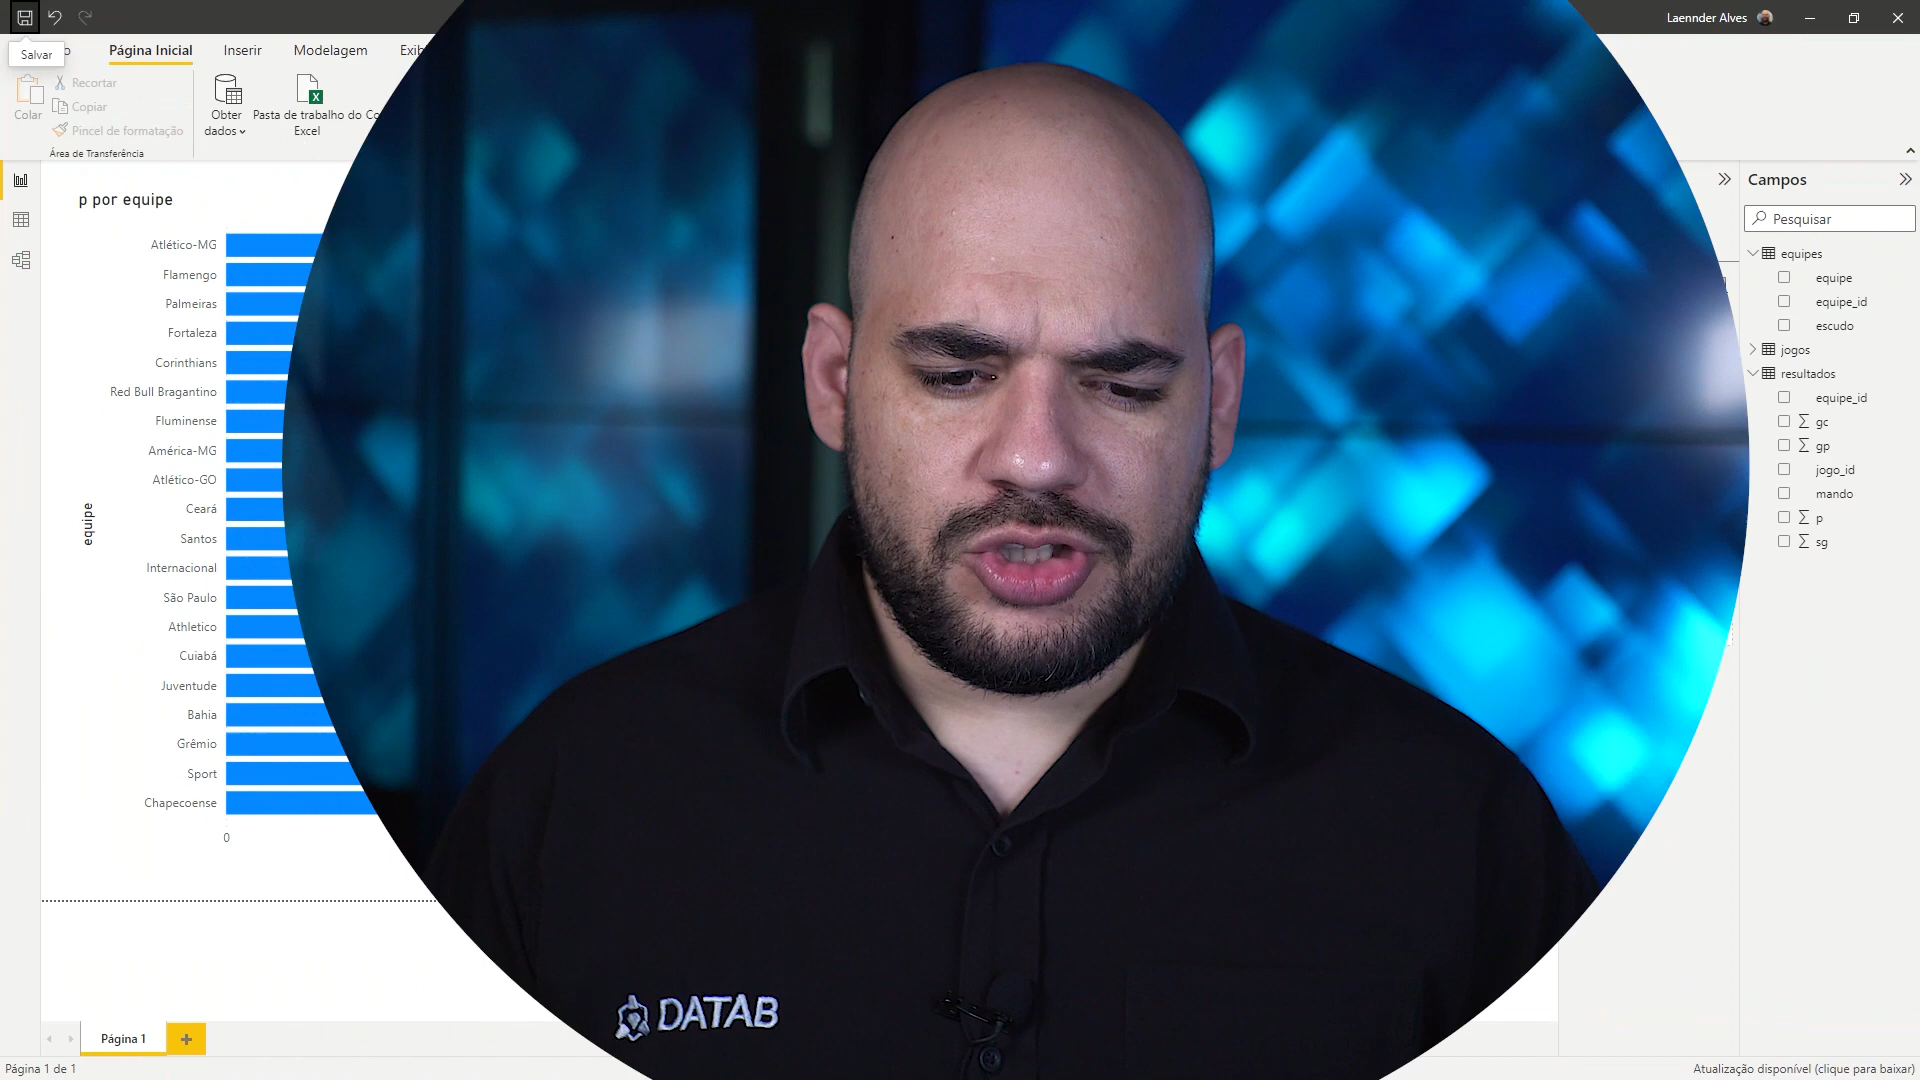 Laennder Alves
Salvar
Página Inicial
Inserir
Modelagem
Colar
Recortar
Copiar
Pincel de formatação
Área de Transferência
Obter
dados
Pasta de trabalho do
Excel
p por equipe
equipe
Atlético-MG
Flamengo
Palmeiras
Fortaleza
Corinthians
Red Bull Bragantino
Fluminense
América-MG
Atlético-GO
Ceará
Santos
Internacional
São Paulo
Athletico
Cuiabá
Juventude
Bahia
Grêmio
Sport
Chapecoense
0
Campos
Pesquisar
equipes
equipe
equipe_id
escudo
jogos
resultados
equipe_id
gc
gp
jogo_id
mando
p
sg
DATAB
Página 1
Página 1 de 1
Atualização disponível (clique para baixar)